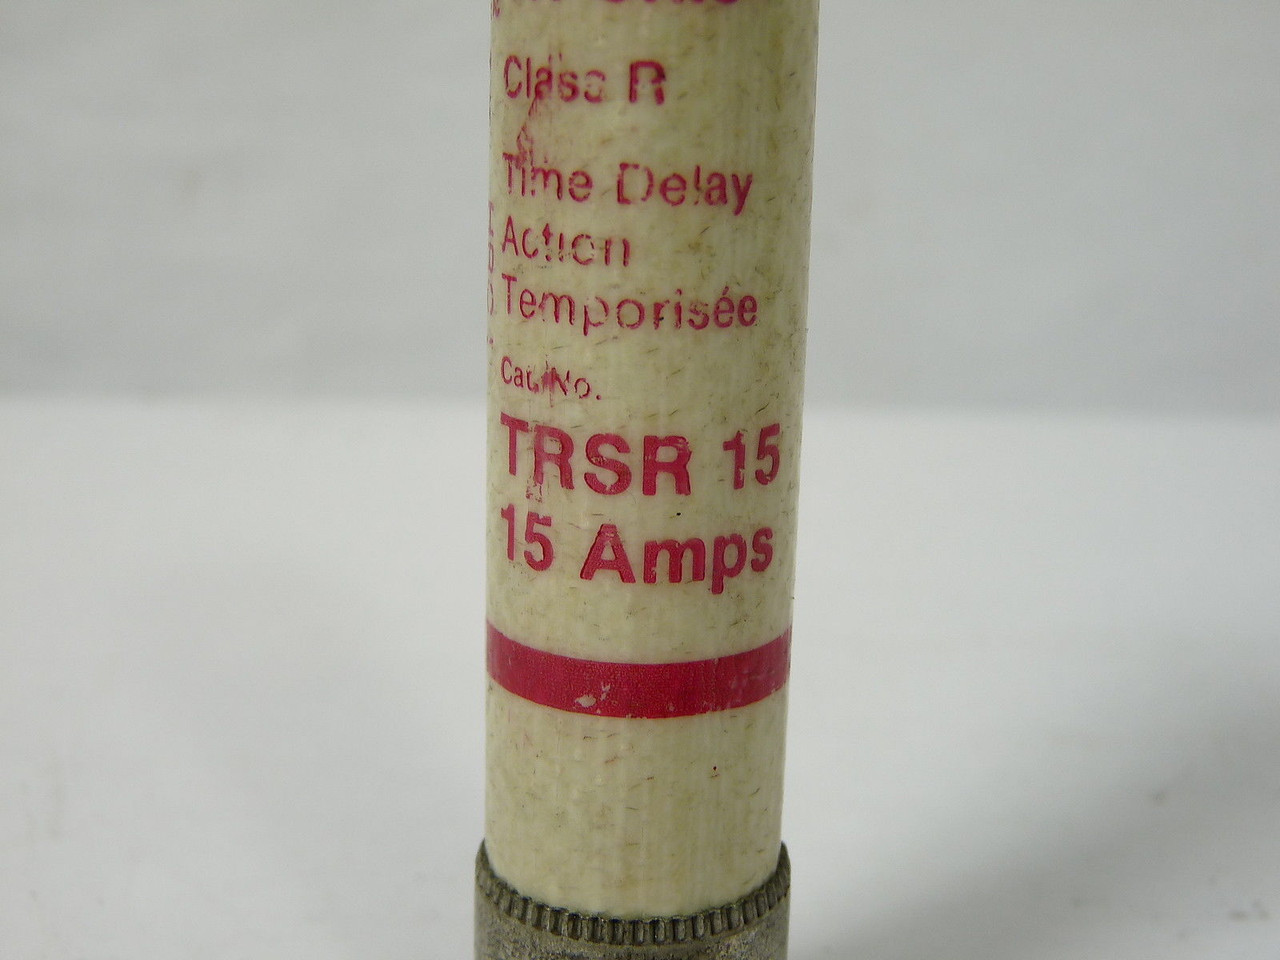 Class R
Time Delay
Action
Temporisée
Cat. No.
TRSR 15
15 Amps